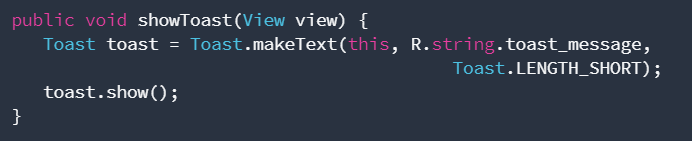 public void showToast(View view) {
Toast toast = Toast.makeText(this, R.string.toast_message,
Toast.LENGTH_SHORT);
toast.show();
}